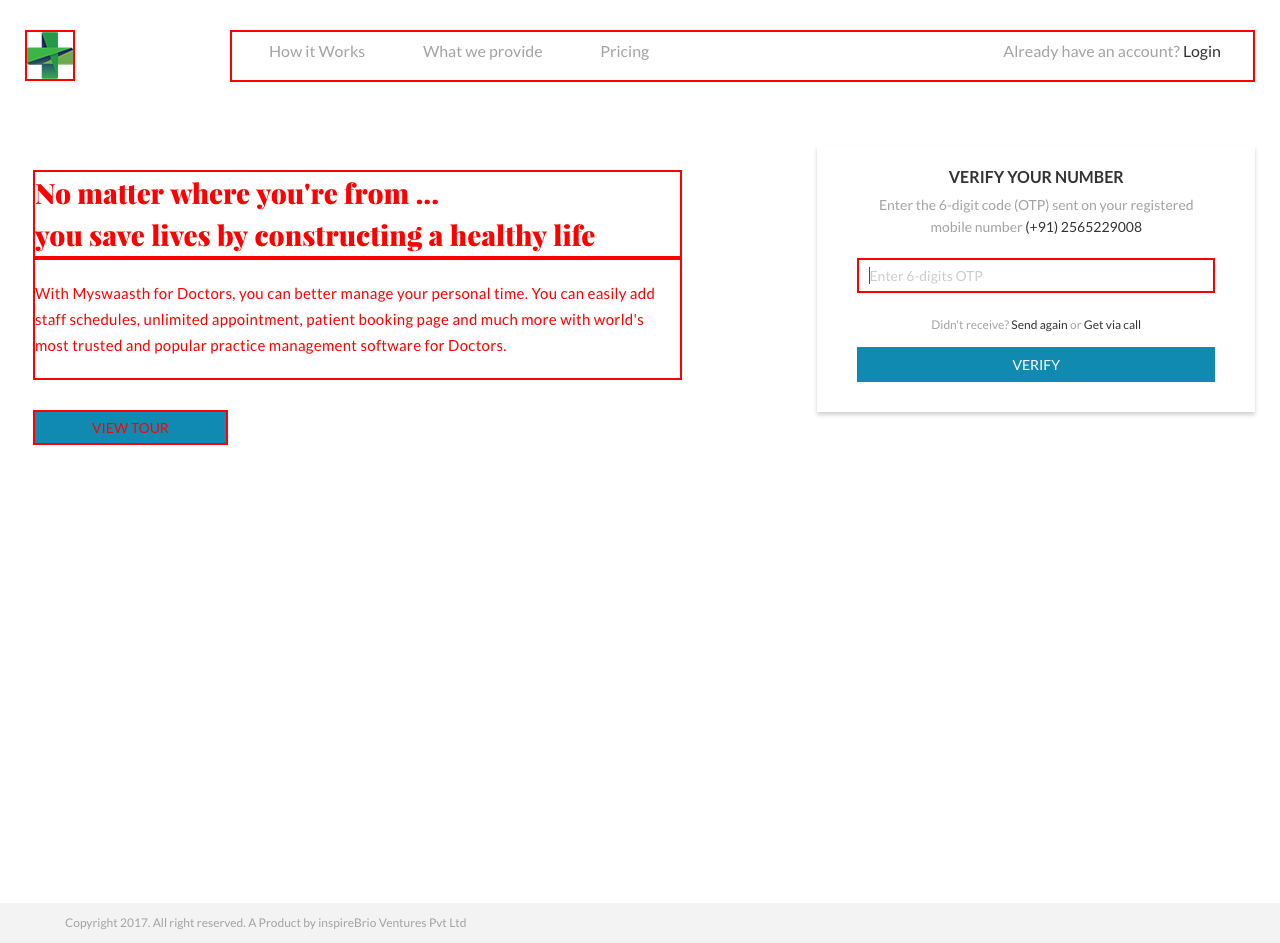 How it Works
What we provide
Pricing
Already have an account? Login
No matter where you're from ...
you save lives by constructing a healthy life
With Myswaasth for Doctors, you can better manage your personal time. You can easily add
staff schedules, unlimited appointment, patient booking page and much more with world's
most trusted and popular practice management software for Doctors.
VIEW TOUR
VERIFY YOUR NUMBER
Enter the 6-digit code (OTP) sent on your registered
mobile number (+91) 2565229008
Enter 6-digits OTP
Didn't receive? Send again or Get via call
VERIFY
Copyright 2017. All right reserved. A Product by inspireBrio Ventures Pvt Ltd